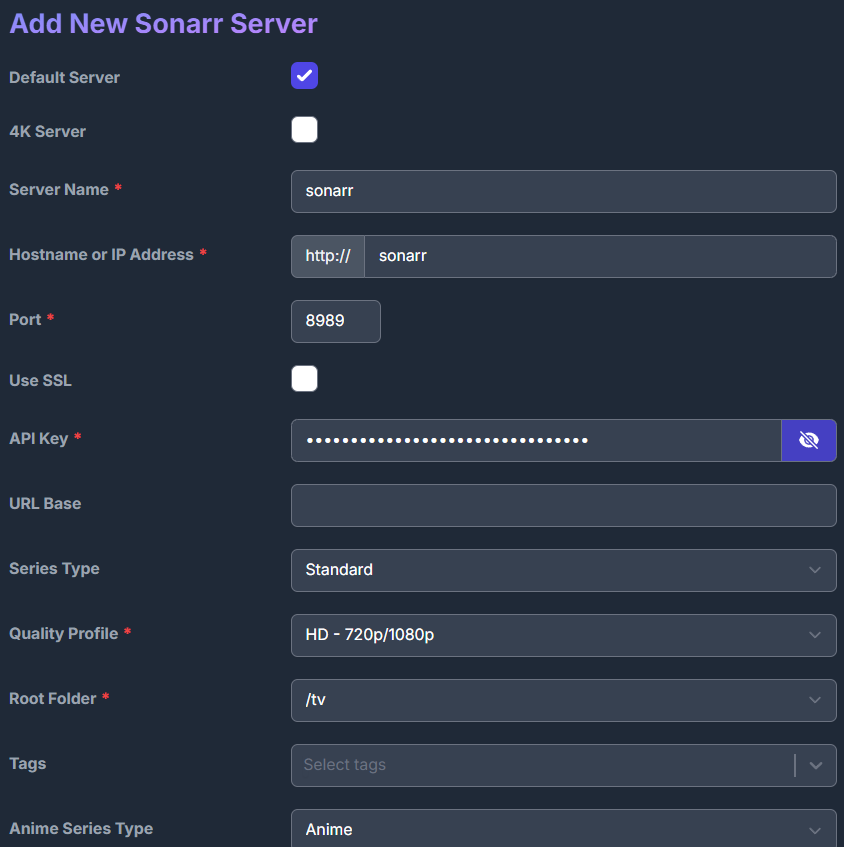 Add New Sonarr Server
Default Server
4K Server
Server Name *
sonarr
Hostname or IP Address *
http:// sonarr
Port *
8989
Use SSL
API Key *
••••••••••••••••••••••••••••••••
URL Base
Series Type
Standard
Quality Profile *
HD - 720p/1080p
Root Folder *
/tv
Tags
Select tags
Anime Series Type
Anime